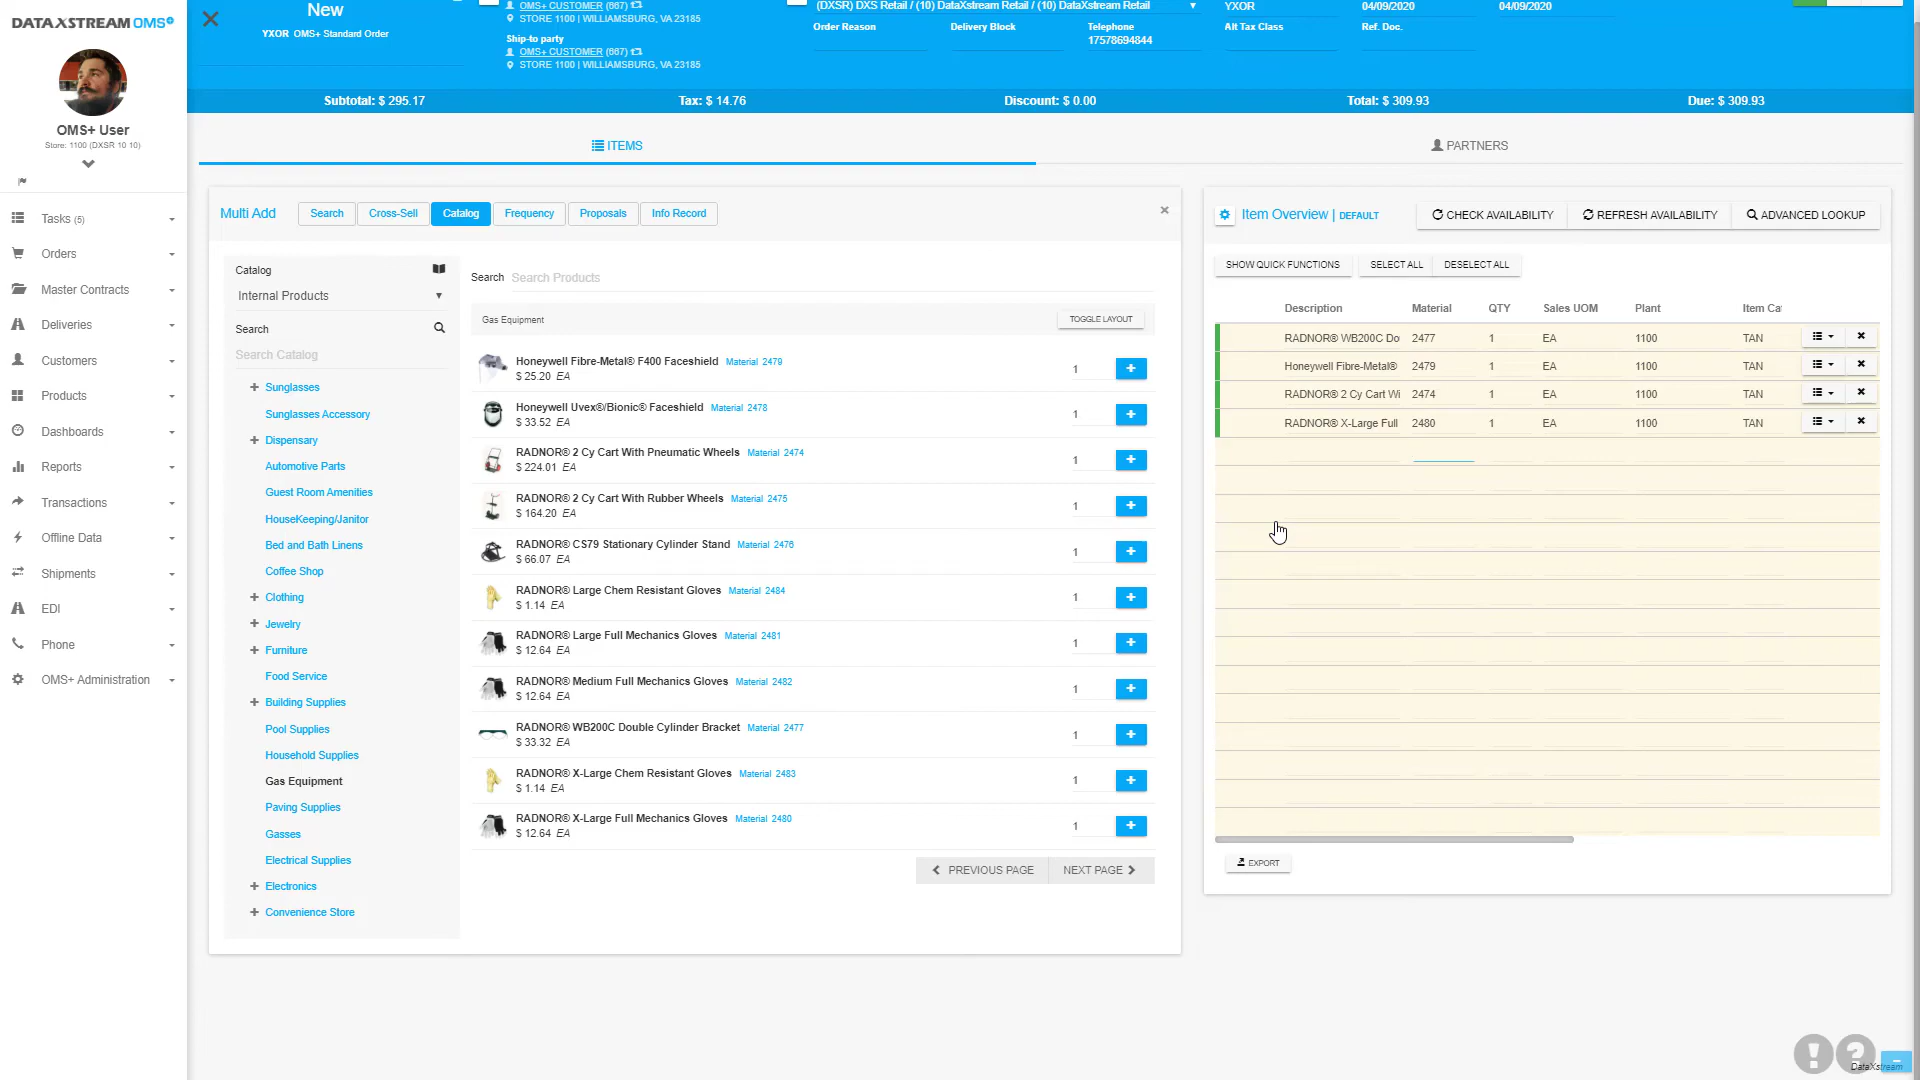 DATAXSTREAM OMS+
OMS+ User
Store: 1100 (DXSR 10 10)
Tasks (5)
Orders
Master Contracts
Deliveries
Customers
Products
Dashboards
Reports
Transactions
Offline Data
Shipments
EDI
Phone
OMS+ Administration
New
YXOR OMS+ Standard Order
OMS+ CUSTOMER (667)
STORE 1100 | WILLIAMSBURG, VA 23185
Ship-to party
OMS+ CUSTOMER (667)
STORE 1100 | WILLIAMSBURG, VA 23185
(DXSR) DXS Retail / (10) DataXstream Retail / (10) DataXstream Retail
YXOR
04/09/2020
04/09/2020
Order Reason
Delivery Block
Telephone
17578694844
Alt Tax Class
Ref. Doc.
Subtotal: $ 295.17
Tax: $ 14.76
Discount: $ 0.00
Total: $ 309.93
Due: $ 309.93
ITEMS
PARTNERS
Multi Add
Search
Cross-Sell
Catalog
Frequency
Proposals
Info Record
Catalog
Internal Products
Search
Search Catalog
Sunglasses
Sunglasses Accessory
Dispensary
Automotive Parts
Guest Room Amenities
HouseKeeping/Janitor
Bed and Bath Linens
Coffee Shop
Clothing
Jewelry
Furniture
Food Service
Building Supplies
Pool Supplies
Household Supplies
Gas Equipment
Paving Supplies
Gasses
Electrical Supplies
Electronics
Convenience Store
Search Search Products
Gas Equipment
TOGGLE LAYOUT
Honeywell Fibre-Metal® F400 Faceshield Material 2479
$ 25.20 EA 1
Honeywell Uvex®/Bionic® Faceshield Material 2478
$ 33.52 EA 1
RADNOR® 2 Cy Cart With Pneumatic Wheels Material 2474
$ 224.01 EA 1
RADNOR® 2 Cy Cart With Rubber Wheels Material 2475
$ 164.20 EA 1
RADNOR® CS79 Stationary Cylinder Stand Material 2476
$ 66.07 EA 1
RADNOR® Large Chem Resistant Gloves Material 2484
$ 1.14 EA 1
RADNOR® Large Full Mechanics Gloves Material 2481
$ 12.64 EA 1
RADNOR® Medium Full Mechanics Gloves Material 2482
$ 12.64 EA 1
RADNOR® WB200C Double Cylinder Bracket Material 2477
$ 33.32 EA 1
RADNOR® X-Large Chem Resistant Gloves Material 2483
$ 1.14 EA 1
RADNOR® X-Large Full Mechanics Gloves Material 2480
$ 12.64 EA 1
PREVIOUS PAGE
NEXT PAGE
Item Overview | DEFAULT
CHECK AVAILABILITY
REFRESH AVAILABILITY
ADVANCED LOOKUP
SHOW QUICK FUNCTIONS
SELECT ALL
DESELECT ALL
Description Material QTY Sales UOM Plant Item Ca
RADNOR® WB200C Do 2477 1 EA 1100 TAN
Honeywell Fibre-Metal® 2479 1 EA 1100 TAN
RADNOR® 2 Cy Cart Wi 2474 1 EA 1100 TAN
RADNOR® X-Large Full 2480 1 EA 1100 TAN
EXPORT
DataXstream